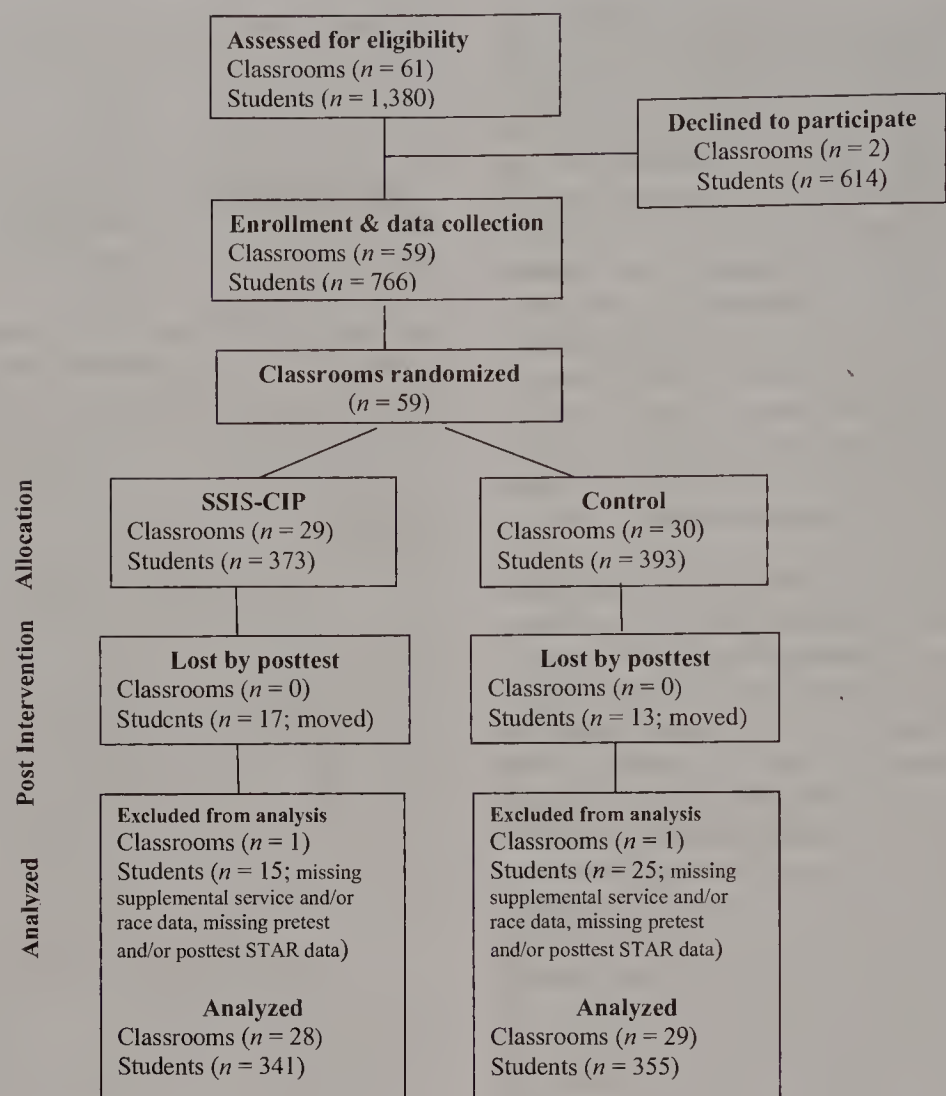 Assessed for eligibility
Classrooms (n = 61)
Students (n = 1,380)
Declined to participate
Classrooms (n = 2)
Students (n = 614)
Enrollment & data collection
Classrooms (n = 59)
Students (n = 766)
Classrooms randomized
(n = 59)
Allocation
SSIS-CIP
Classrooms (n = 29)
Students (n = 373)
Control
Classrooms (n = 30)
Students (n = 393)
Post Intervention
Lost by posttest
Classrooms (n = 0)
Students (n = 17; moved)
Lost by posttest
Classrooms (n = 0)
Students (n = 13; moved)
Analyzed
Excluded from analysis
Classrooms (n = 1)
Students (n = 15; missing
supplemental service and/or
race data, missing pretest
and/or posttest STAR data)
Analyzed
Classrooms (n = 28)
Students (n = 341)
Excluded from analysis
Classrooms (n = 1)
Students (n = 25; missing
supplemental service and/or
race data, missing pretest
and/or posttest STAR data)
Analyzed
Classrooms (n = 29)
Students (n = 355)